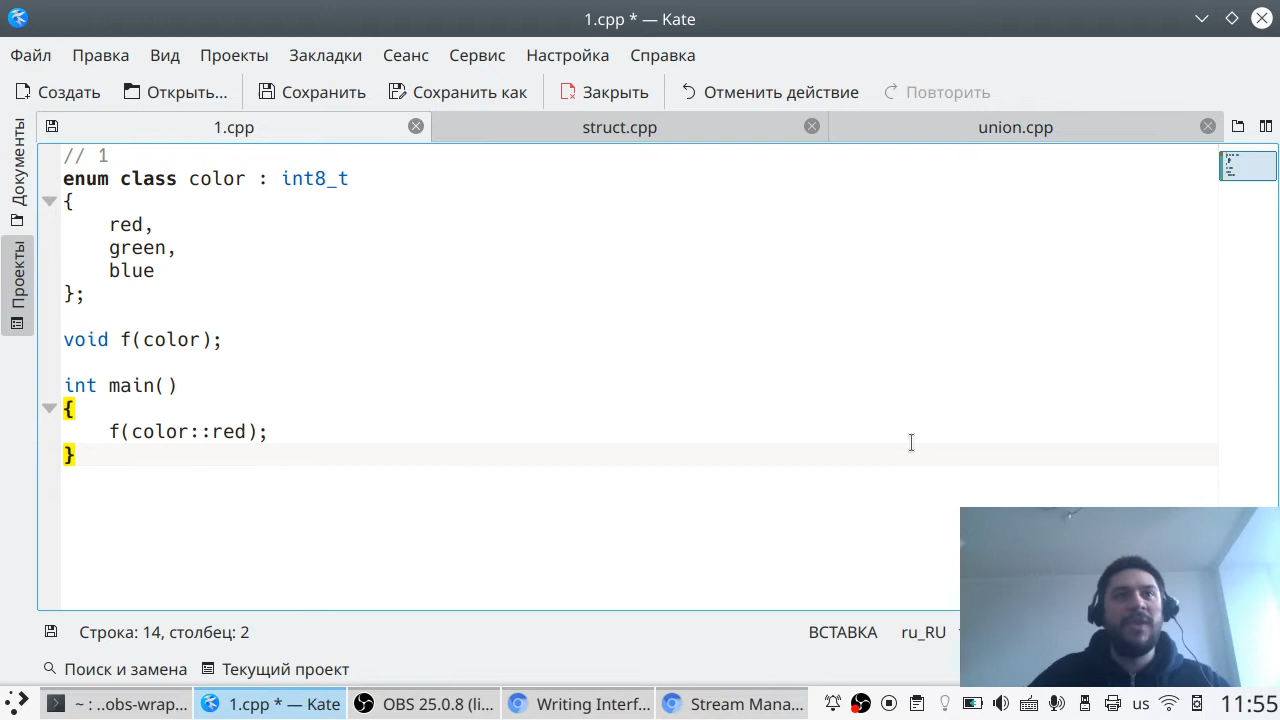 1.cpp * — Kate
Файл Правка Вид Проекты Закладки Сеанс Сервис Настройка Справка
Создать Открыть... Сохранить Сохранить как Закрыть Отменить действие Повторить
1.cpp struct.cpp union.cpp
Документы
Проекты
// 1
enum class color : int8_t
{
red,
green,
blue
};
void f(color);
int main()
{
f(color::red);
}
Строка: 14, столбец: 2 ВСТАВКА ru_RU
Поиск и замена Текущий проект
~ : ..obs-wrap... 1.cpp * — Kate OBS 25.0.8 (li... Writing Interf... Stream Mana... us 11:55